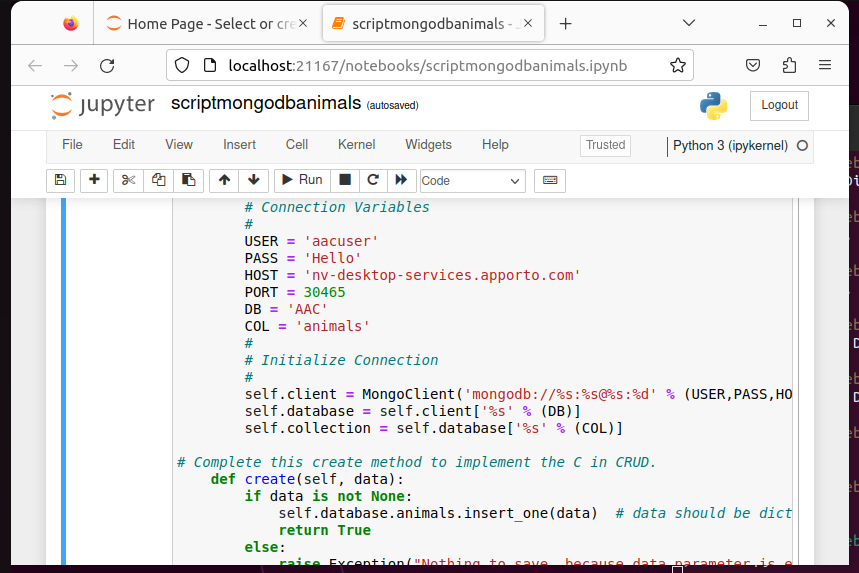 Home Page - Select or cre
scriptmongodbanimals -
localhost:21167/notebooks/scriptmongodbanimals.ipynb
jupyter scriptmongodbanimals (autosaved)
Logout
File Edit View Insert Cell Kernel Widgets Help
Trusted
Python 3 (ipykernel)
Run
Code
# Connection Variables
#
USER = 'aacuser'
PASS = 'Hello'
HOST = 'nv-desktop-services.apporto.com'
PORT = 30465
DB = 'AAC'
COL = 'animals'
#
# Initialize Connection
#
self.client = MongoClient('mongodb://%s:%s@%s:%d' % (USER,PASS,HO
self.database = self.client['%s' % (DB)]
self.collection = self.database['%s' % (COL)]
# Complete this create method to implement the C in CRUD.
def create(self, data):
if data is not None:
self.database.animals.insert_one(data)  # data should be dict
return True
else:
raise Exception("Nothing to save, because data parameter is e